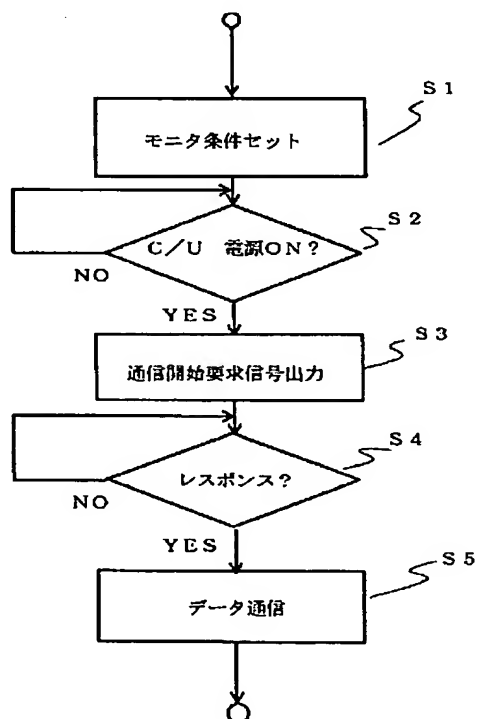 S1
モニタ条件セット
S2
C/U 電源ON?
NO
YES
S3
通信開始要求信号出力
S4
レスポンス?
NO
YES
S5
データ通信